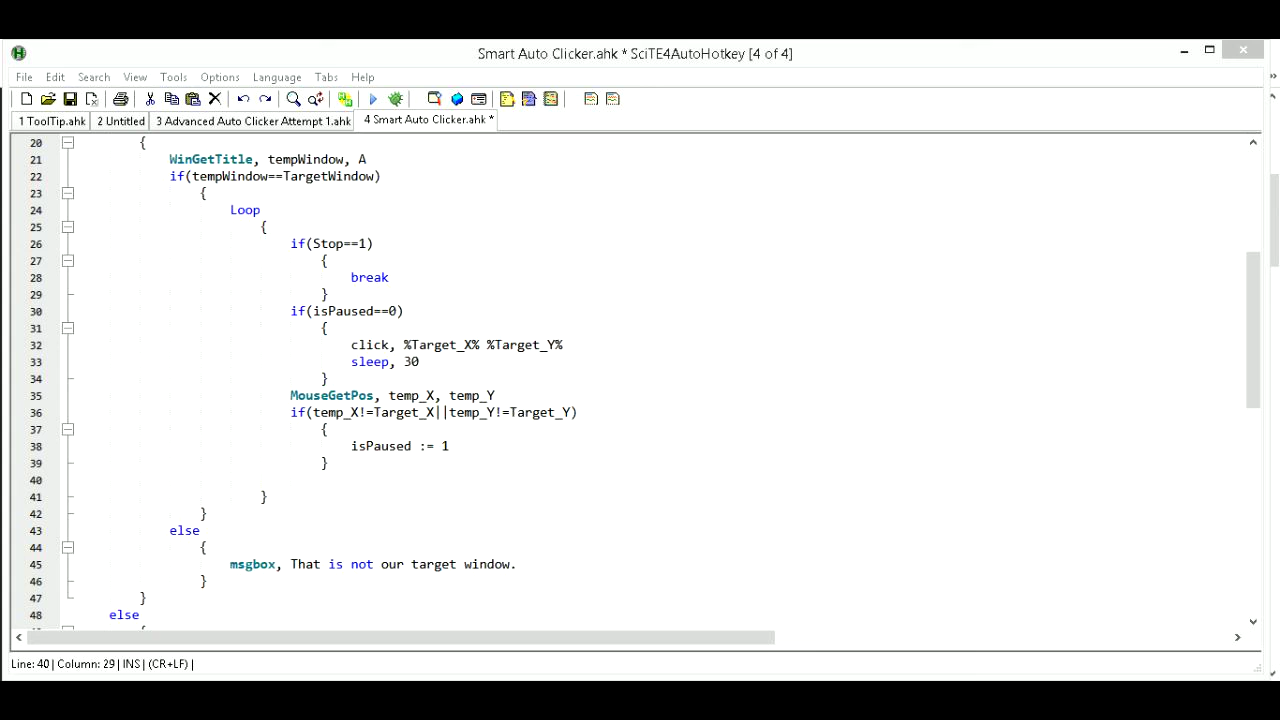 Smart Auto Clicker.ahk * SciTE4AutoHotkey [4 of 4]
File Edit Search View Tools Options Language Tabs Help
1 ToolTip.ahk 2 Untitled 3 Advanced Auto Clicker Attempt 1.ahk 4 Smart Auto Clicker.ahk *
20 {
21 WinGetTitle, tempWindow, A
22 if(tempWindow==TargetWindow)
23 {
24 Loop
25 {
26 if(Stop==1)
27 {
28 break
29 }
30 if(isPaused==0)
31 {
32 click, %Target_X% %Target_Y%
33 sleep, 30
34 }
35 MouseGetPos, temp_X, temp_Y
36 if(temp_X!=Target_X||temp_Y!=Target_Y)
37 {
38 isPaused := 1
39 }
40
41 }
42 }
43 else
44 {
45 msgbox, That is not our target window.
46 }
47 }
48 else
{
Line: 40 | Column: 29 | INS | (CR+LF) |